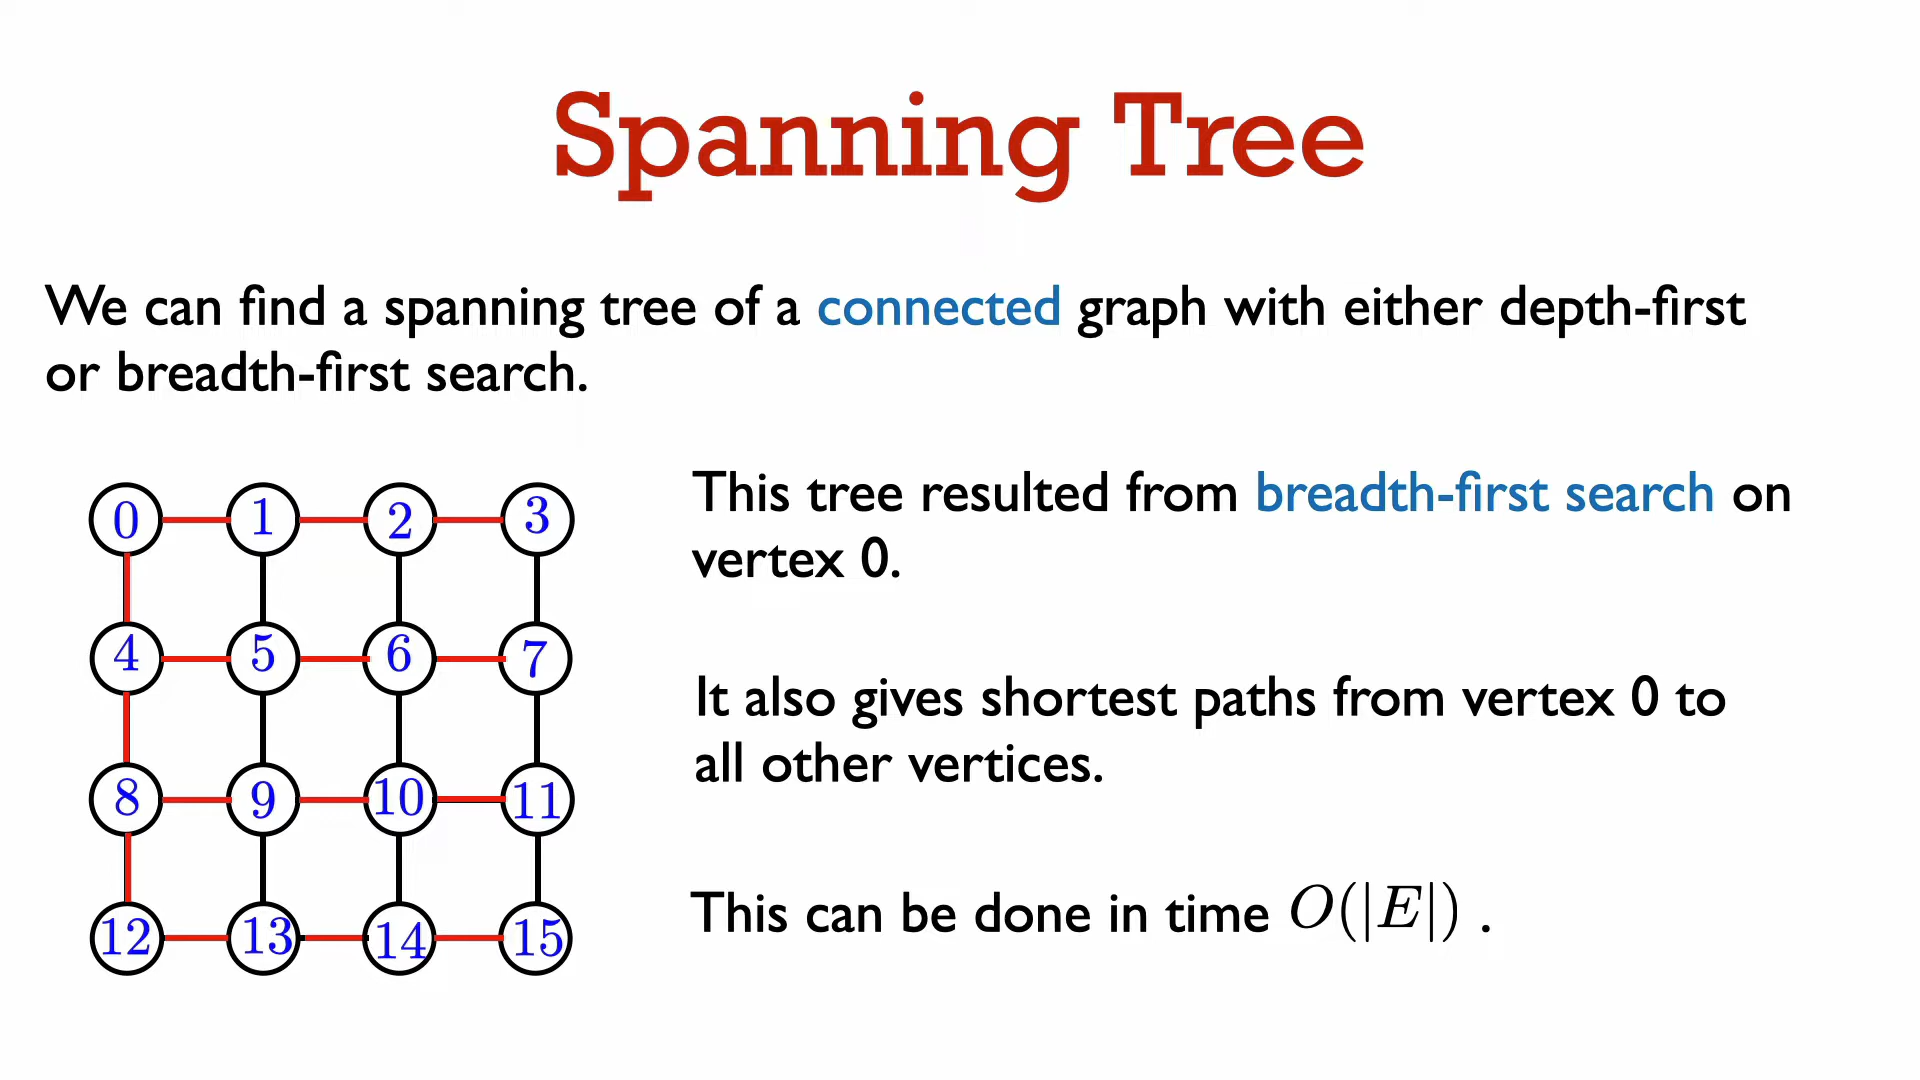 Spanning Tree
We can find a spanning tree of a connected graph with either depth-first
or breadth-first search.
This tree resulted from breadth-first search on
vertex 0.
It also gives shortest paths from vertex 0 to
all other vertices.
This can be done in time O(|E|) .
0 1 2 3
4 5 6 7
8 9 10 11
12 13 14 15